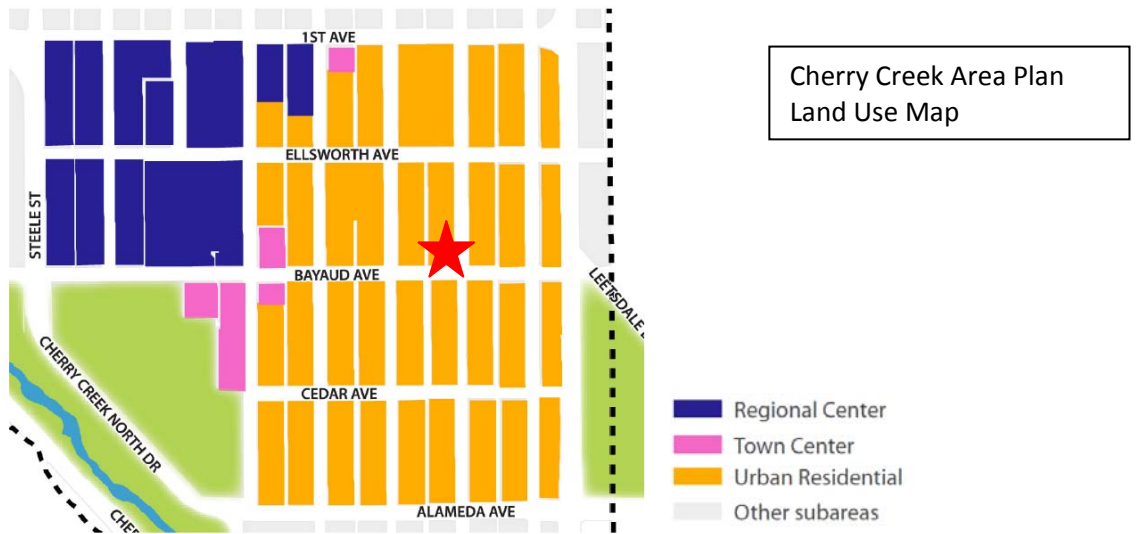 1ST AVE
Cherry Creek Area Plan
Land Use Map
ELLSWORTH AVE
STEELE ST
BAYAUD AVE
CHERRY CREEK NORTH DR
CEDAR AVE
ALAMEDA AVE
Regional Center
Town Center
Urban Residential
Other subareas